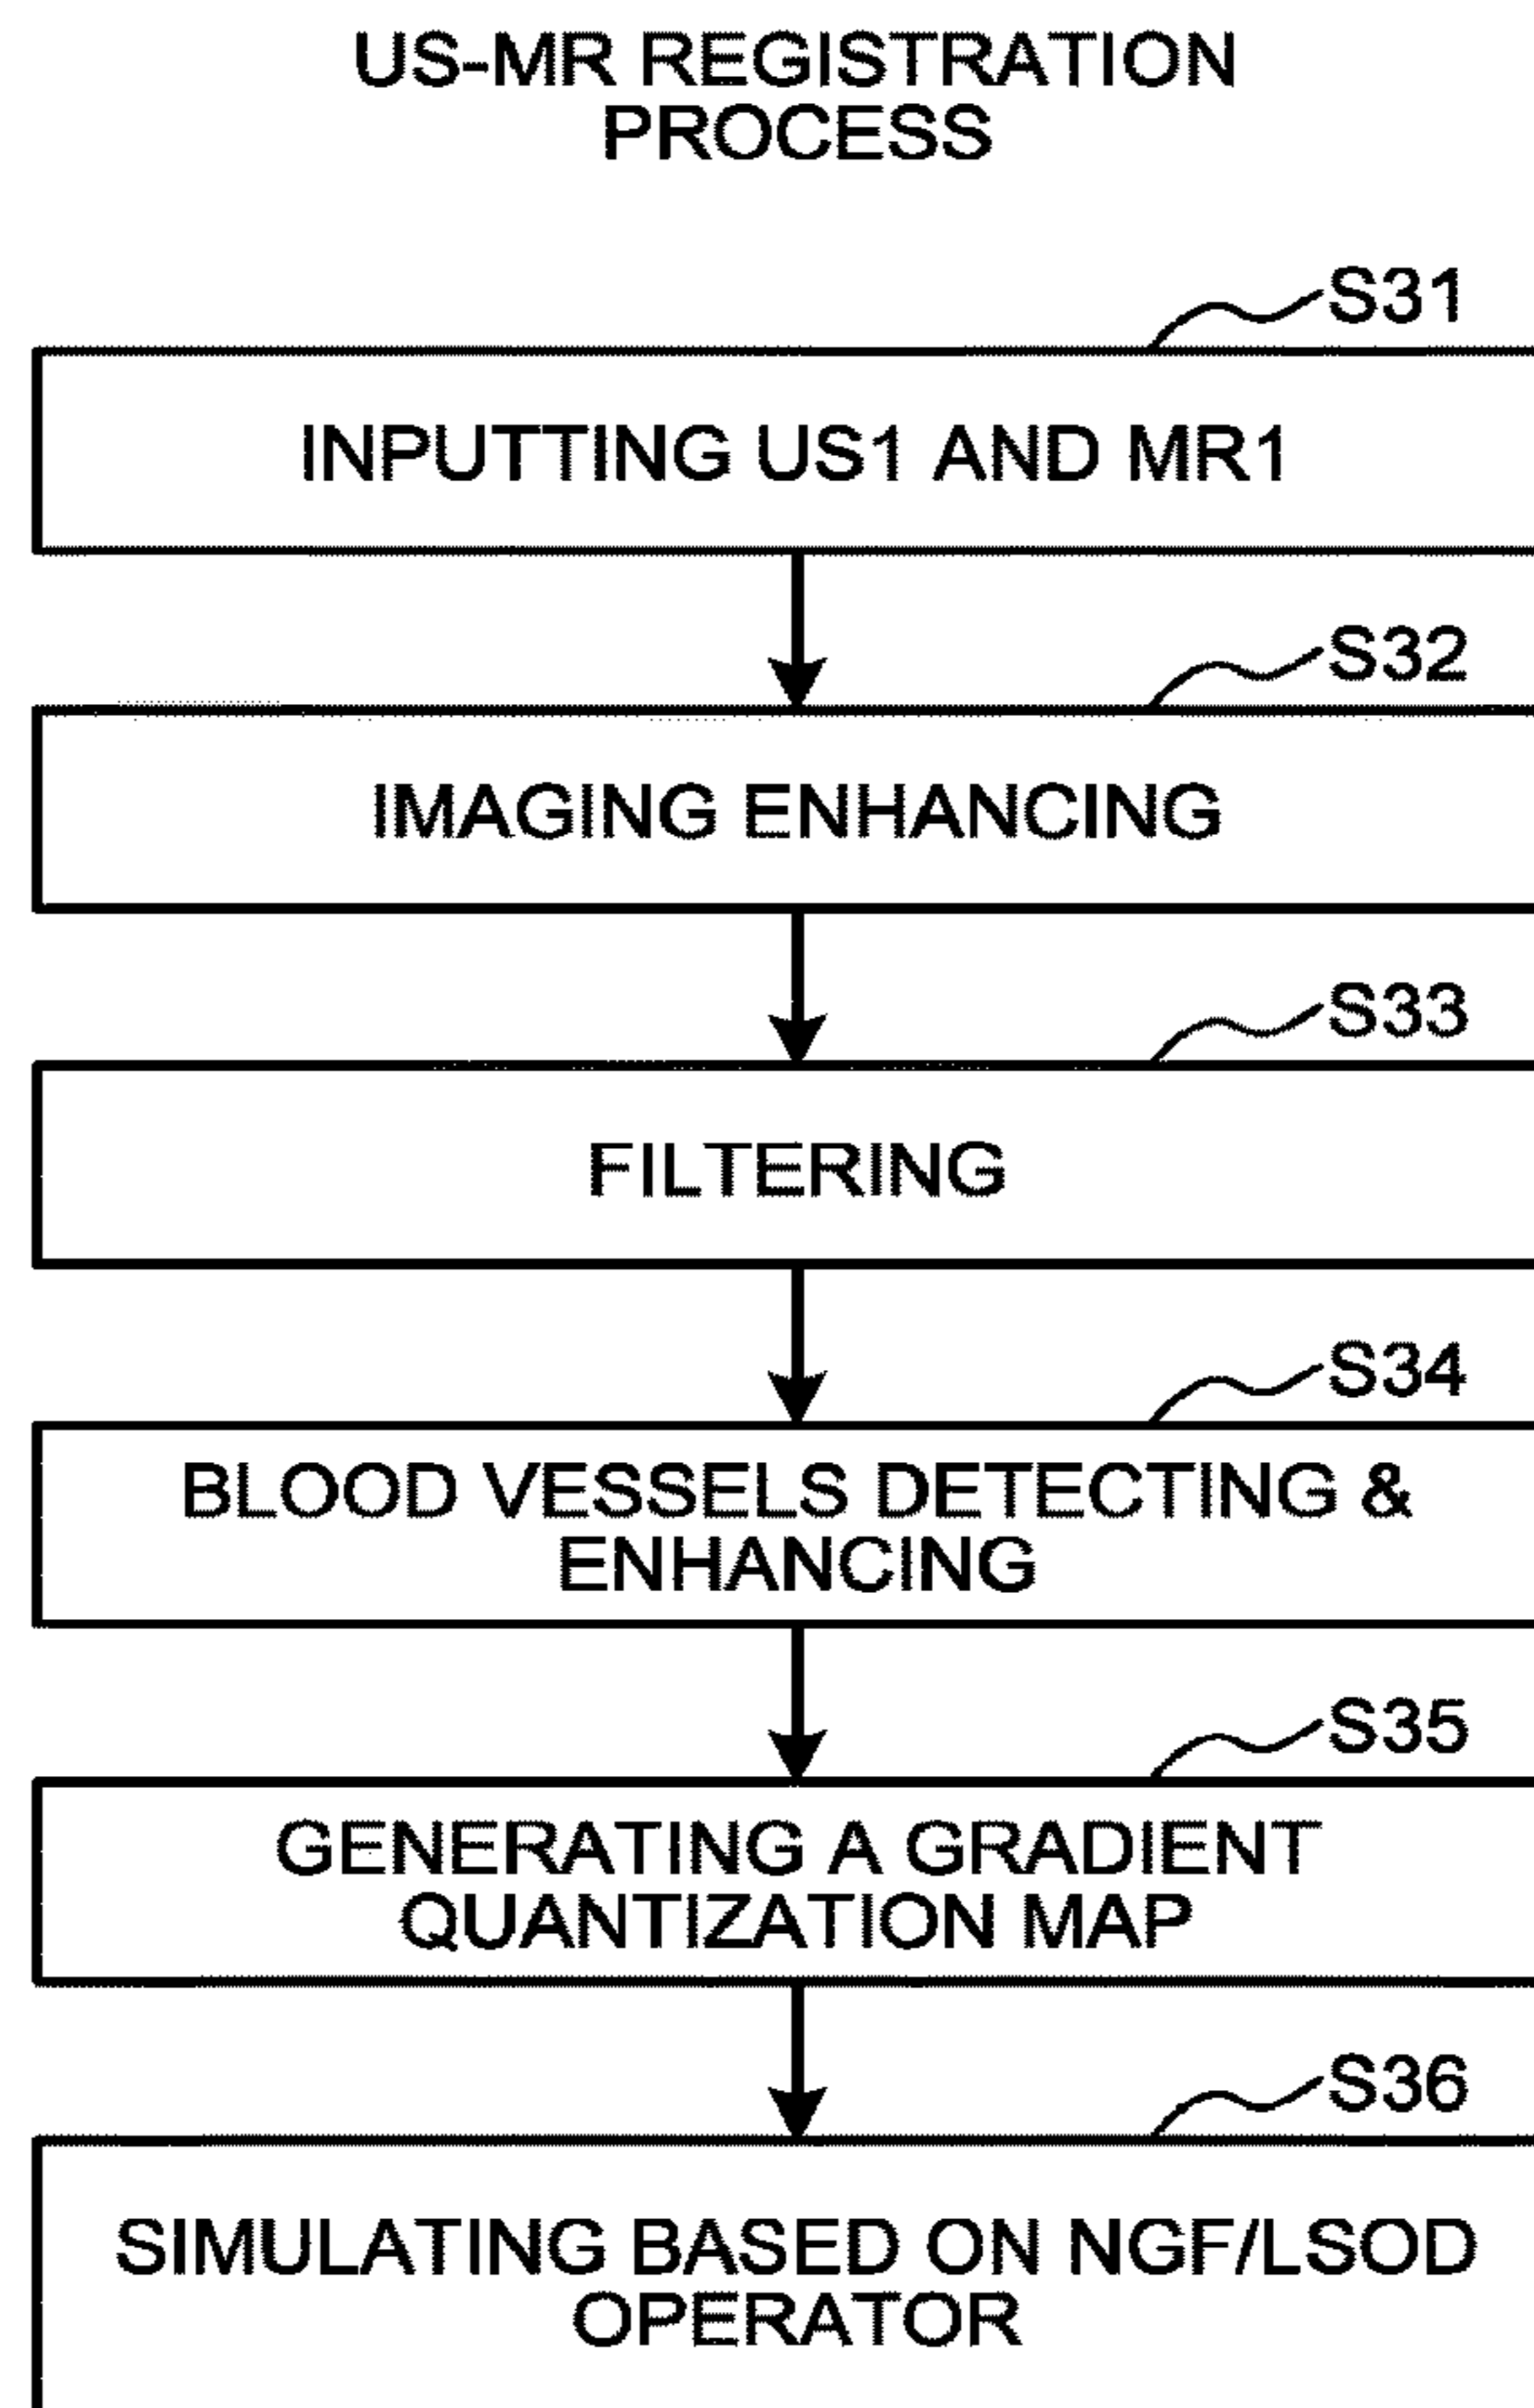 US-MR REGISTRATION
PROCESS
S31
INPUTTING US1 AND MR1
S32
IMAGING ENHANCING
S33
FILTERING
S34
BLOOD VESSELS DETECTING &
ENHANCING
S35
GENERATING A GRADIENT
QUANTIZATION MAP
S36
SIMULATING BASED ON NGF/LSOD
OPERATOR